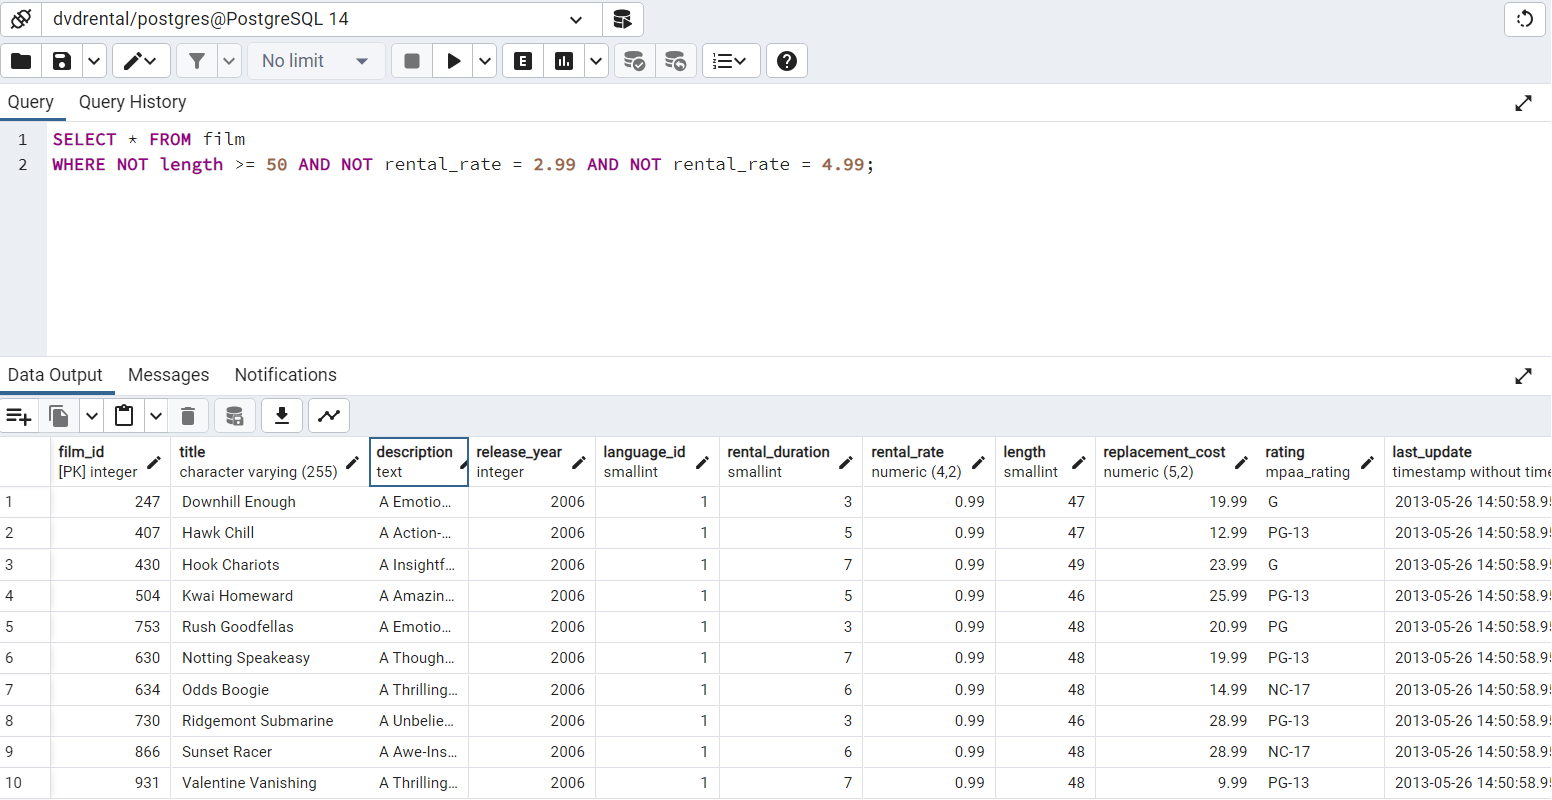 dvdrental/postgres@PostgreSQL 14
No limit
E
Query Query History
1 SELECT * FROM film
2 WHERE NOT length >= 50 AND NOT rental_rate = 2.99 AND NOT rental_rate = 4.99;
Data Output Messages Notifications
film_id title description release_year language_id rental_duration rental_rate length replacement_cost rating last_update
[PK] integer character varying (255) text integer smallint smallint numeric (4,2) smallint numeric (5,2) mpaa_rating timestamp without time
1 247 Downhill Enough A Emotio... 2006 1 3 0.99 47 19.99 G 2013-05-26 14:50:58.95
2 407 Hawk Chill A Action-... 2006 1 5 0.99 47 12.99 PG-13 2013-05-26 14:50:58.95
3 430 Hook Chariots A Insightf... 2006 1 7 0.99 49 23.99 G 2013-05-26 14:50:58.95
4 504 Kwai Homeward A Amazin... 2006 1 5 0.99 46 25.99 PG-13 2013-05-26 14:50:58.95
5 753 Rush Goodfellas A Emotio... 2006 1 3 0.99 48 20.99 PG 2013-05-26 14:50:58.95
6 630 Notting Speakeasy A Though... 2006 1 7 0.99 48 19.99 PG-13 2013-05-26 14:50:58.95
7 634 Odds Boogie A Thrilling... 2006 1 6 0.99 48 14.99 NC-17 2013-05-26 14:50:58.95
8 730 Ridgemont Submarine A Unbelie... 2006 1 3 0.99 46 28.99 PG-13 2013-05-26 14:50:58.95
9 866 Sunset Racer A Awe-Ins... 2006 1 6 0.99 48 28.99 NC-17 2013-05-26 14:50:58.95
10 931 Valentine Vanishing A Thrilling... 2006 1 7 0.99 48 9.99 PG-13 2013-05-26 14:50:58.95